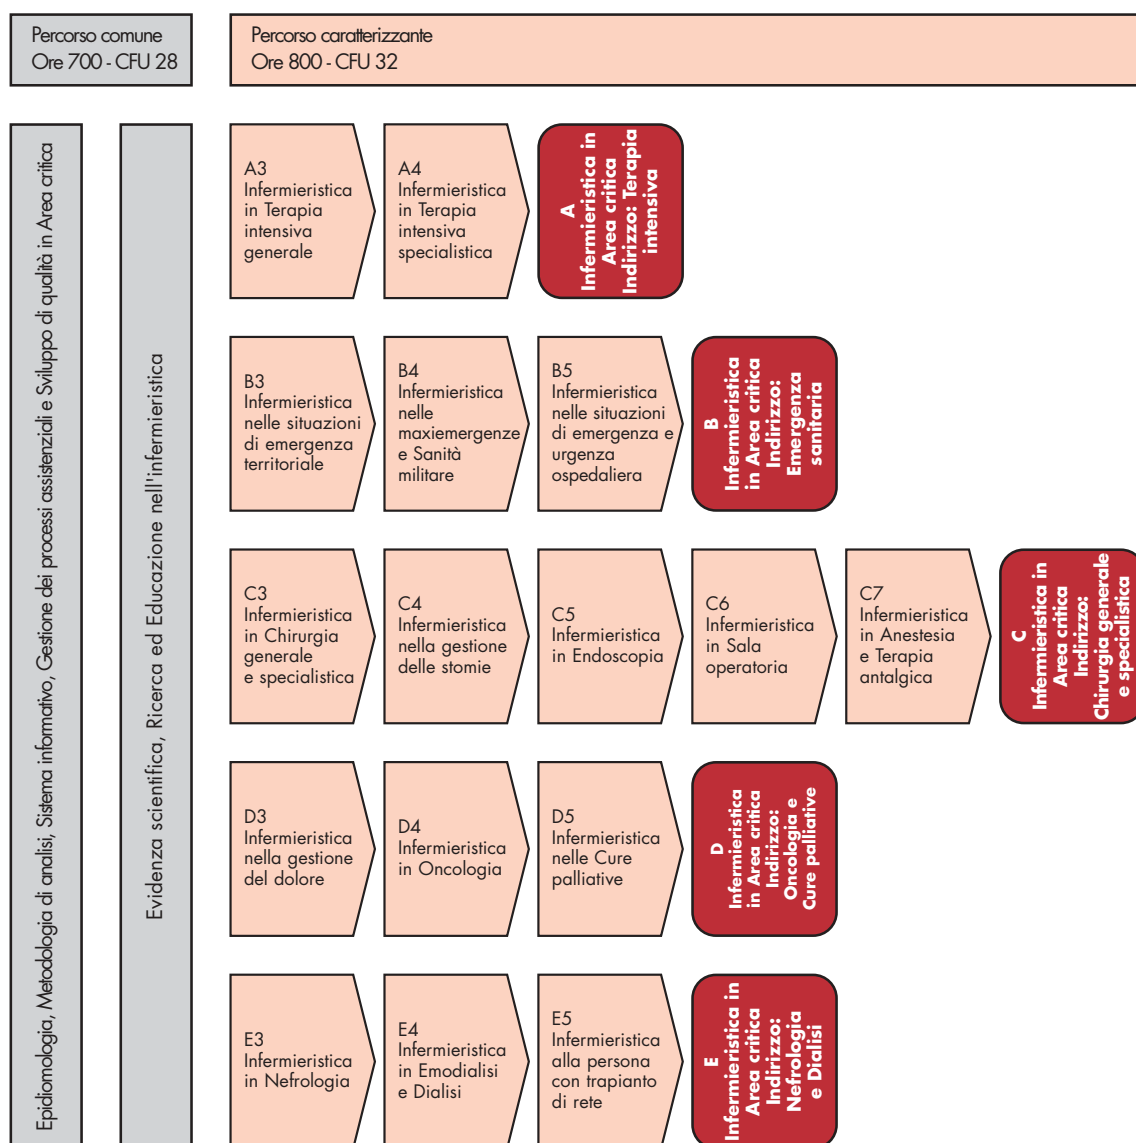 Percorso comune
Ore 700 - CFU 28
Percorso caratterizzante
Ore 800 - CFU 32
Epidiomologia, Metodologia di analisi, Sistema informativo, Gestione dei processi assistenziali e Sviluppo di qualità in Area critica
Evidenza scientifica, Ricerca ed Educazione nell'infermieristica
A3
Infermieristica
in Terapia
intensiva
generale
A4
Infermieristica
in Terapia
intensiva
specialistica
A
Infermieristica in
Area critica
Indirizzo: Terapia
intensiva
B3
Infermieristica
nelle situazioni
di emergenza
territoriale
B4
Infermieristica
nelle
maxiemergenze
e Sanità
militare
B5
Infermieristica
nelle situazioni
di emergenza e
urgenza
ospedaliera
B
Infermieristica
in Area critica
Indirizzo:
Emergenza
sanitaria
C3
Infermieristica
in Chirurgia
generale
e specialistica
C4
Infermieristica
nella gestione
delle stomie
C5
Infermieristica
in Endoscopia
C6
Infermieristica
in Sala
operatoria
C7
Infermieristica
in Anestesia
e Terapia
antalgica
C
Infermieristica in
Area critica
Indirizzo:
Chirurgia generale
e specialistica
D3
Infermieristica
nella gestione
del dolore
D4
Infermieristica
in Oncologia
D5
Infermieristica
nelle Cure
palliative
D
Infermieristica
in Area critica
Indirizzo:
Oncologia e
Cure palliative
E3
Infermieristica
in Nefrologia
E4
Infermieristica
in Emodialisi
e Dialisi
E5
Infermieristica
alla persona
con trapianto
di rete
E
Infermieristica in
Area critica
Indirizzo:
Nefrologia
e Dialisi